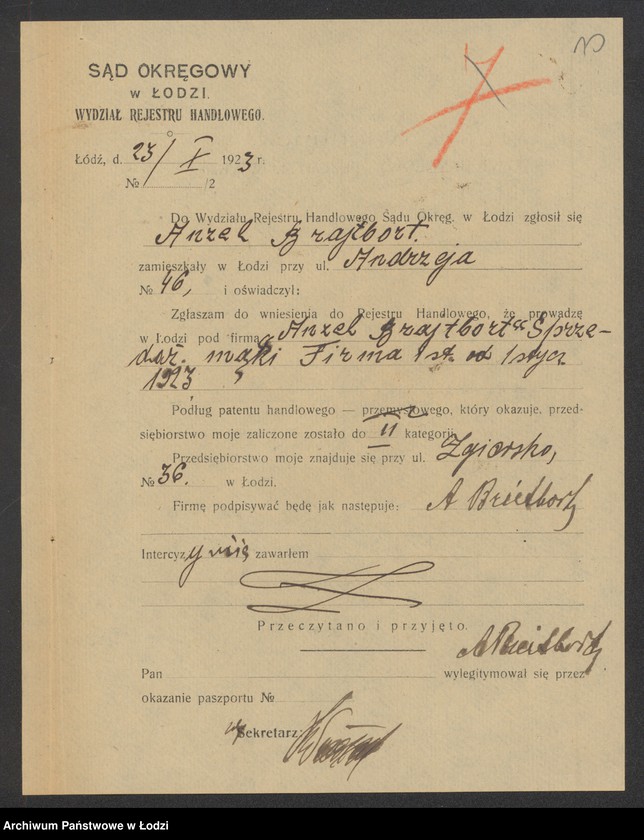 SĄD OKRĘGOWY
w ŁODZI.
WYDZIAŁ REJESTRU HANDLOWEGO.
Łódź, d. 23/X 1923 r.
№ /2
Do Wydziału Rejestru Handlowego Sądu Okręg. w Łodzi zgłosił się
Anzel Brajtbort.
zamieszkały w Łodzi przy ul. Andrzeja
№ 46, i oświadczył:
Zgłaszam do wniesienia do Rejestru Handlowego, że prowadzę
w Łodzi pod firmą „Anzel Brajtbort“ Sprze-
daż mąki Firma ist. od 1 stycz
1923
Podług patentu handlowego — przemysłowego, który okazuję, przed-
siębiorstwo moje zaliczone zostało do II kategorji.
Przedsiębiorstwo moje znajduje się przy ul. Zgierska,
№ 36. w Łodzi.
Firmę podpisywać będę jak następuje: A Breitbort
Intercyzy nie zawarłem
Przeczytano i przyjęto.
A Breitbort
Pan wylegitymował się przez
okazanie paszportu №
Sekretarz:
Archiwum Państwowe w Łodzi